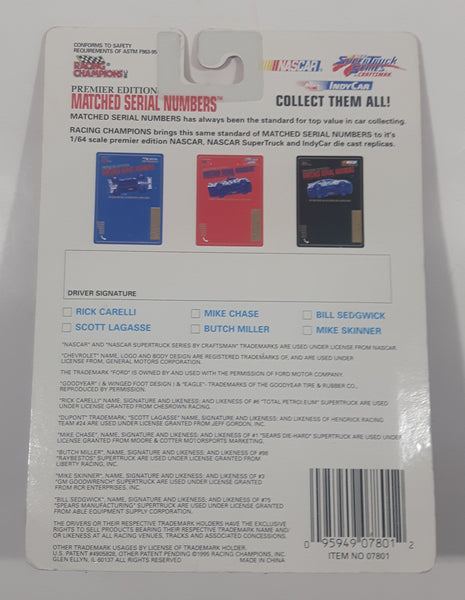 CONFORMS TO SAFETY
REQUIREMENTS OF ASTM F963-95
RACING
CHAMPIONS
NASCAR
SuperTruck
SERIES
BY CRAFTSMAN
PREMIER EDITION
INDYCAR
MATCHED SERIAL NUMBERS™
COLLECT THEM ALL!
MATCHED SERIAL NUMBERS has always been the standard for top value in car collecting.
RACING CHAMPIONS brings this same standard of MATCHED SERIAL NUMBERS to it's
1/64 scale premier edition NASCAR, NASCAR SuperTruck and IndyCar die cast replicas.
MATCHED SERIAL NUMBERS
MATCHED SERIAL NUMBERS
MATCHED SERIAL NUMBERS
DRIVER SIGNATURE
RICK CARELLI
MIKE CHASE
BILL SEDGWICK
SCOTT LAGASSE
BUTCH MILLER
MIKE SKINNER
"NASCAR" AND "NASCAR SUPERTRUCK SERIES BY CRAFTSMAN" TRADEMARKS ARE USED UNDER LICENSE FROM NASCAR.
"CHEVROLET" NAME, LOGO AND BODY DESIGN ARE REGISTERED TRADEMARKS OF, AND ARE USED UNDER
LICENSE FROM, GENERAL MOTORS CORPORATION.
THE TRADEMARK "FORD" IS OWNED BY AND USED WITH THE PERMISSION OF FORD MOTOR COMPANY.
"GOODYEAR" ( & WINGED FOOT DESIGN ) & "EAGLE"- TRADEMARKS OF THE GOODYEAR TIRE & RUBBER CO.,
REPRODUCED BY PERMISSION.
"RICK CARELLI" NAME, SIGNATURE AND LIKENESS; AND LIKENESS OF #6 "TOTAL PETROLEUM" SUPERTRUCK ARE USED
UNDER LICENSE GRANTED FROM CHESROWN RACING.
"DUPONT" TRADEMARK; "SCOTT LAGASSE" NAME, SIGNATURE AND LIKENESS; AND LIKENESS OF HENDRICK RACING
TEAM #24 ARE USED UNDER LICENSE GRANTED FROM JEFF GORDON, INC.
"MIKE CHASE", NAME, SIGNATURE AND LIKENESS; AND LIKENESS OF #1 "SEARS DIE-HARD" SUPERTRUCK ARE USED UNDER
LICENSE GRANTED FROM MOORE & COTTER MOTORSPORTS MARKETING.
"BUTCH MILLER", NAME, SIGNATURE AND LIKENESS; AND LIKENESS OF #98
"RAYBESTOS" SUPERTRUCK ARE USED UNDER LICENSE GRANTED FROM
LIBERTY RACING, INC.
"MIKE SKINNER" NAME, SIGNATURE AND LIKENESS; AND LIKENESS OF #3
"GM GOODWRENCH" SUPERTRUCK ARE USED UNDER LICENSE GRANTED
FROM RCR ENTERPRISES, INC.
"BILL SEDGWICK", NAME, SIGNATURE AND LIKENESS; AND LIKENESS OF #75
"SPEARS MANUFACTURING" SUPERTRUCK ARE USED UNDER LICENSE GRANTED
FROM ABLE EQUIPMENT SUPPLY CORPORATION.
THE DRIVERS OR THEIR RESPECTIVE TRADEMARK HOLDERS HAVE THE EXCLUSIVE
RIGHTS TO SELL PRODUCTS BEARING THEIR RESPECTIVE TRADEMARK NAME AND/
OR LIKENESS AT ALL RACING VENUES, TRACKS AND ASSOCIATED CONCESSIONS.
OTHER TRADEMARK USAGES BY LICENSE OF TRADEMARK HOLDER.
U.S. PATENT #4905828, OTHER PATENT PENDING ©1995 RACING CHAMPIONS, INC.
GLEN ELLYN, IL 60137 ALL RIGHTS RESERVED. MADE IN CHINA
0 95949 07801 2
ITEM NO 07801